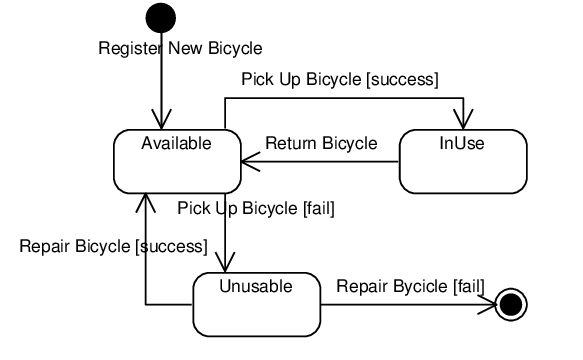 Register New Bicycle
Pick Up Bicycle [success]
Available
Return Bicycle
InUse
Pick Up Bicycle [fail]
Repair Bicycle [success]
Unusable
Repair Bycicle [fail]